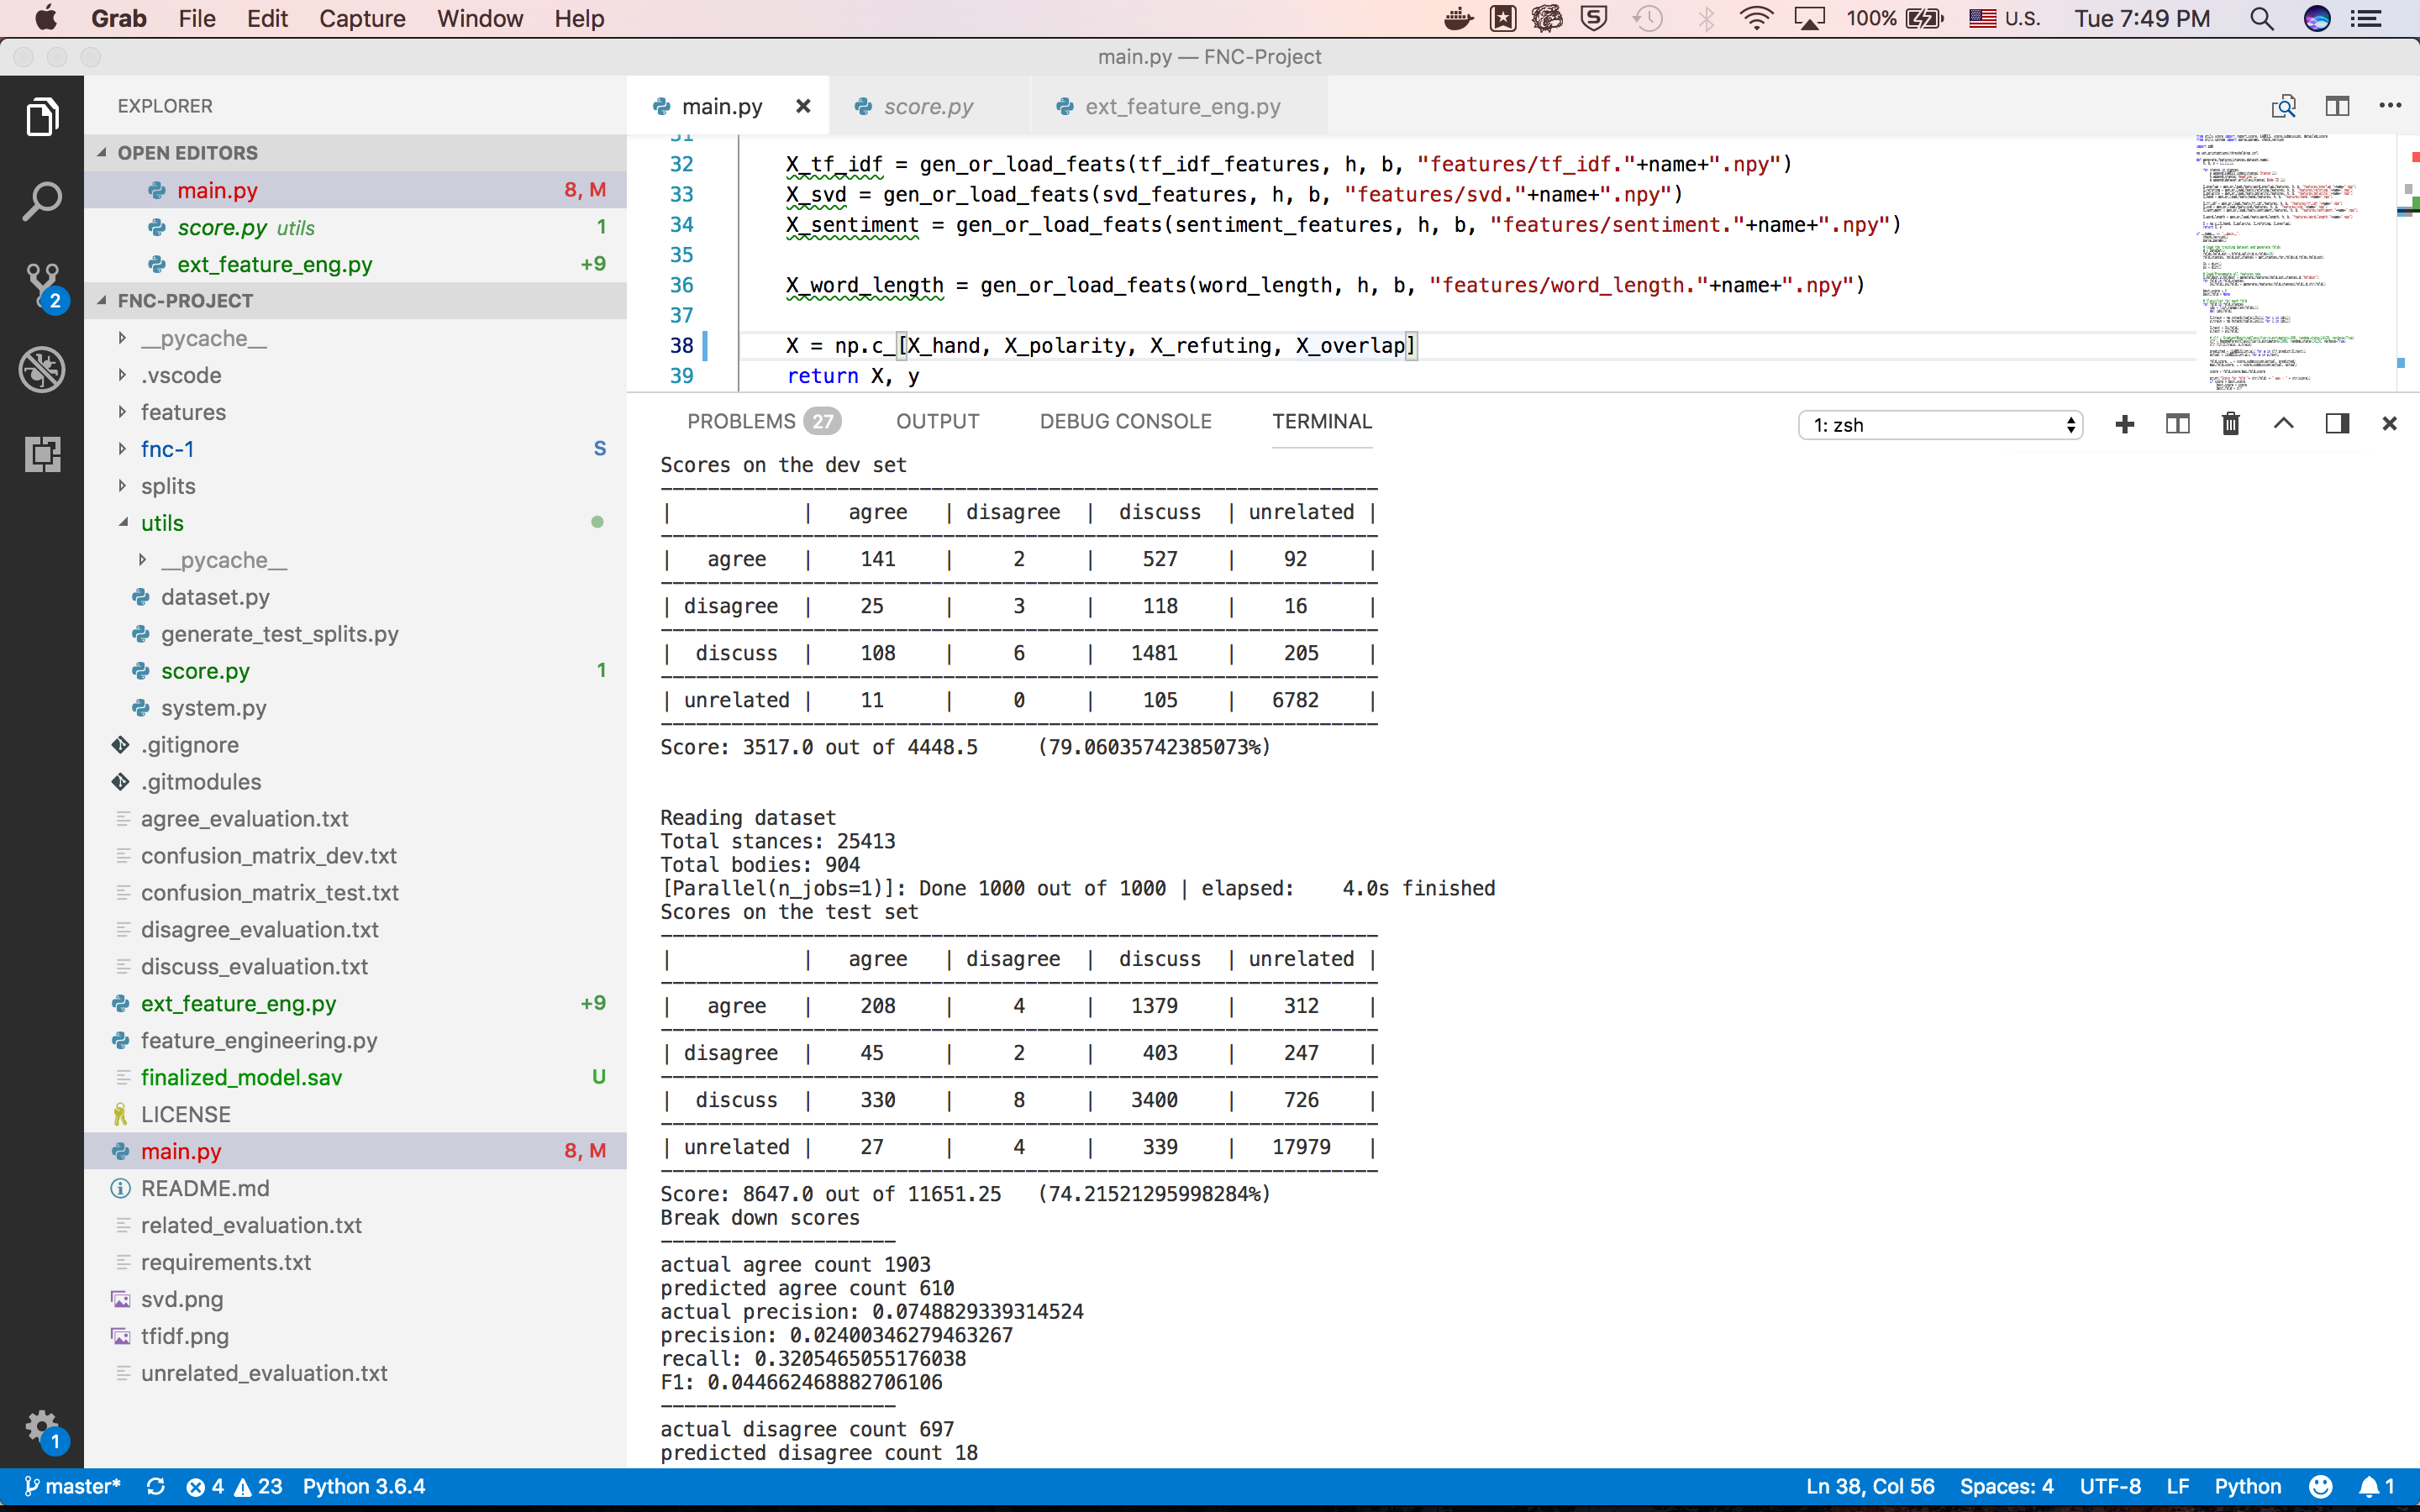 Grab File Edit Capture Window Help 100% U.S. Tue 7:49 PM
main.py — FNC-Project
EXPLORER
OPEN EDITORS
main.py 8, M
score.py utils 1
ext_feature_eng.py +9
FNC-PROJECT
__pycache__
.vscode
features
fnc-1 S
splits
utils
__pycache__
dataset.py
generate_test_splits.py
score.py 1
system.py
.gitignore
.gitmodules
agree_evaluation.txt
confusion_matrix_dev.txt
confusion_matrix_test.txt
disagree_evaluation.txt
discuss_evaluation.txt
ext_feature_eng.py +9
feature_engineering.py
finalized_model.sav U
LICENSE
main.py 8, M
README.md
related_evaluation.txt
requirements.txt
svd.png
tfidf.png
unrelated_evaluation.txt
2
1
main.py score.py ext_feature_eng.py
31
32 X_tf_idf = gen_or_load_feats(tf_idf_features, h, b, "features/tf_idf."+name+".npy")
33 X_svd = gen_or_load_feats(svd_features, h, b, "features/svd."+name+".npy")
34 X_sentiment = gen_or_load_feats(sentiment_features, h, b, "features/sentiment."+name+".npy")
35
36 X_word_length = gen_or_load_feats(word_length, h, b, "features/word_length."+name+".npy")
37
38 X = np.c_[X_hand, X_polarity, X_refuting, X_overlap]
39 return X, y
PROBLEMS 27 OUTPUT DEBUG CONSOLE TERMINAL 1: zsh
Scores on the dev set
-------------------------------------------------------------
|           |   agree   | disagree  |  discuss  | unrelated |
-------------------------------------------------------------
|   agree   |    141    |     2     |    527    |    92     |
-------------------------------------------------------------
| disagree  |    25     |     3     |    118    |    16     |
-------------------------------------------------------------
|  discuss  |    108    |     6     |   1481    |    205    |
-------------------------------------------------------------
| unrelated |    11     |     0     |    105    |   6782    |
-------------------------------------------------------------
Score: 3517.0 out of 4448.5     (79.06035742385073%)
Reading dataset
Total stances: 25413
Total bodies: 904
[Parallel(n_jobs=1)]: Done 1000 out of 1000 | elapsed:    4.0s finished
Scores on the test set
-------------------------------------------------------------
|           |   agree   | disagree  |  discuss  | unrelated |
-------------------------------------------------------------
|   agree   |    208    |     4     |   1379    |    312    |
-------------------------------------------------------------
| disagree  |    45     |     2     |    403    |    247    |
-------------------------------------------------------------
|  discuss  |    330    |     8     |   3400    |    726    |
-------------------------------------------------------------
| unrelated |    27     |     4     |    339    |   17979   |
-------------------------------------------------------------
Score: 8647.0 out of 11651.25   (74.21521295998284%)
Break down scores
--------------------
actual agree count 1903
predicted agree count 610
actual precision: 0.0748829339314524
precision: 0.02400346279463267
recall: 0.3205465055176038
F1: 0.044662468882706106
--------------------
actual disagree count 697
predicted disagree count 18
master* 4 23 Python 3.6.4 Ln 38, Col 56 Spaces: 4 UTF-8 LF Python 1